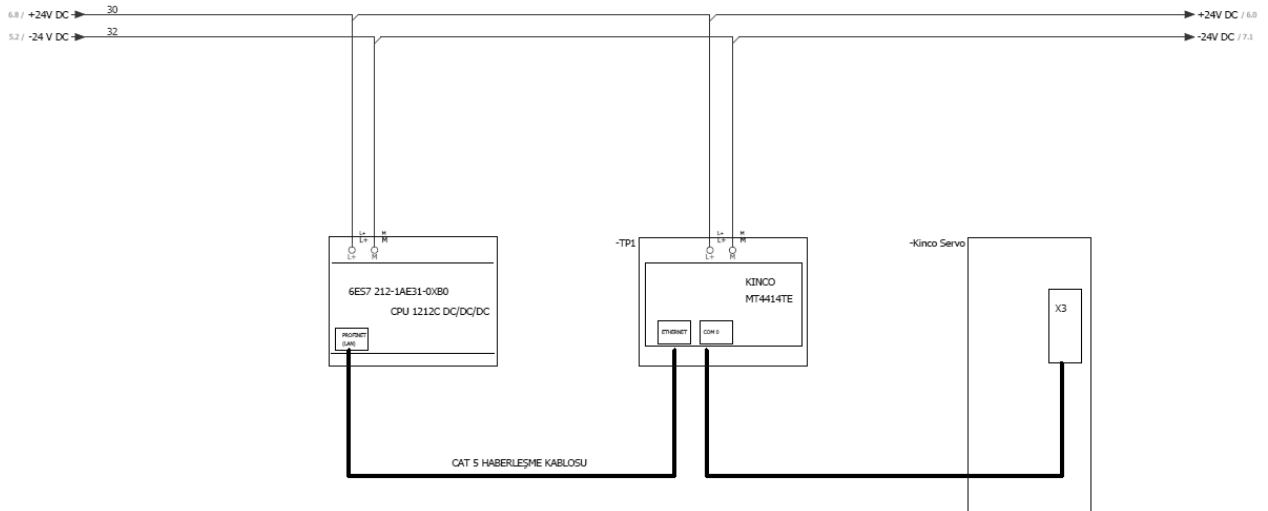 6.8 / +24V DC 30 +24V DC / 6.0
5.2 / -24 V DC 32 -24V DC / 7.1
L+ M L+ M
L+ M L+ M
-TP1 -Kinco Servo
L+ M L+ M
6ES7 212-1AE31-0XB0
CPU 1212C DC/DC/DC
KINCO
MT4414TE
X3
PROFINET
(LAN)
ETHERNET COM 0
CAT 5 HABERLEŞME KABLOSU